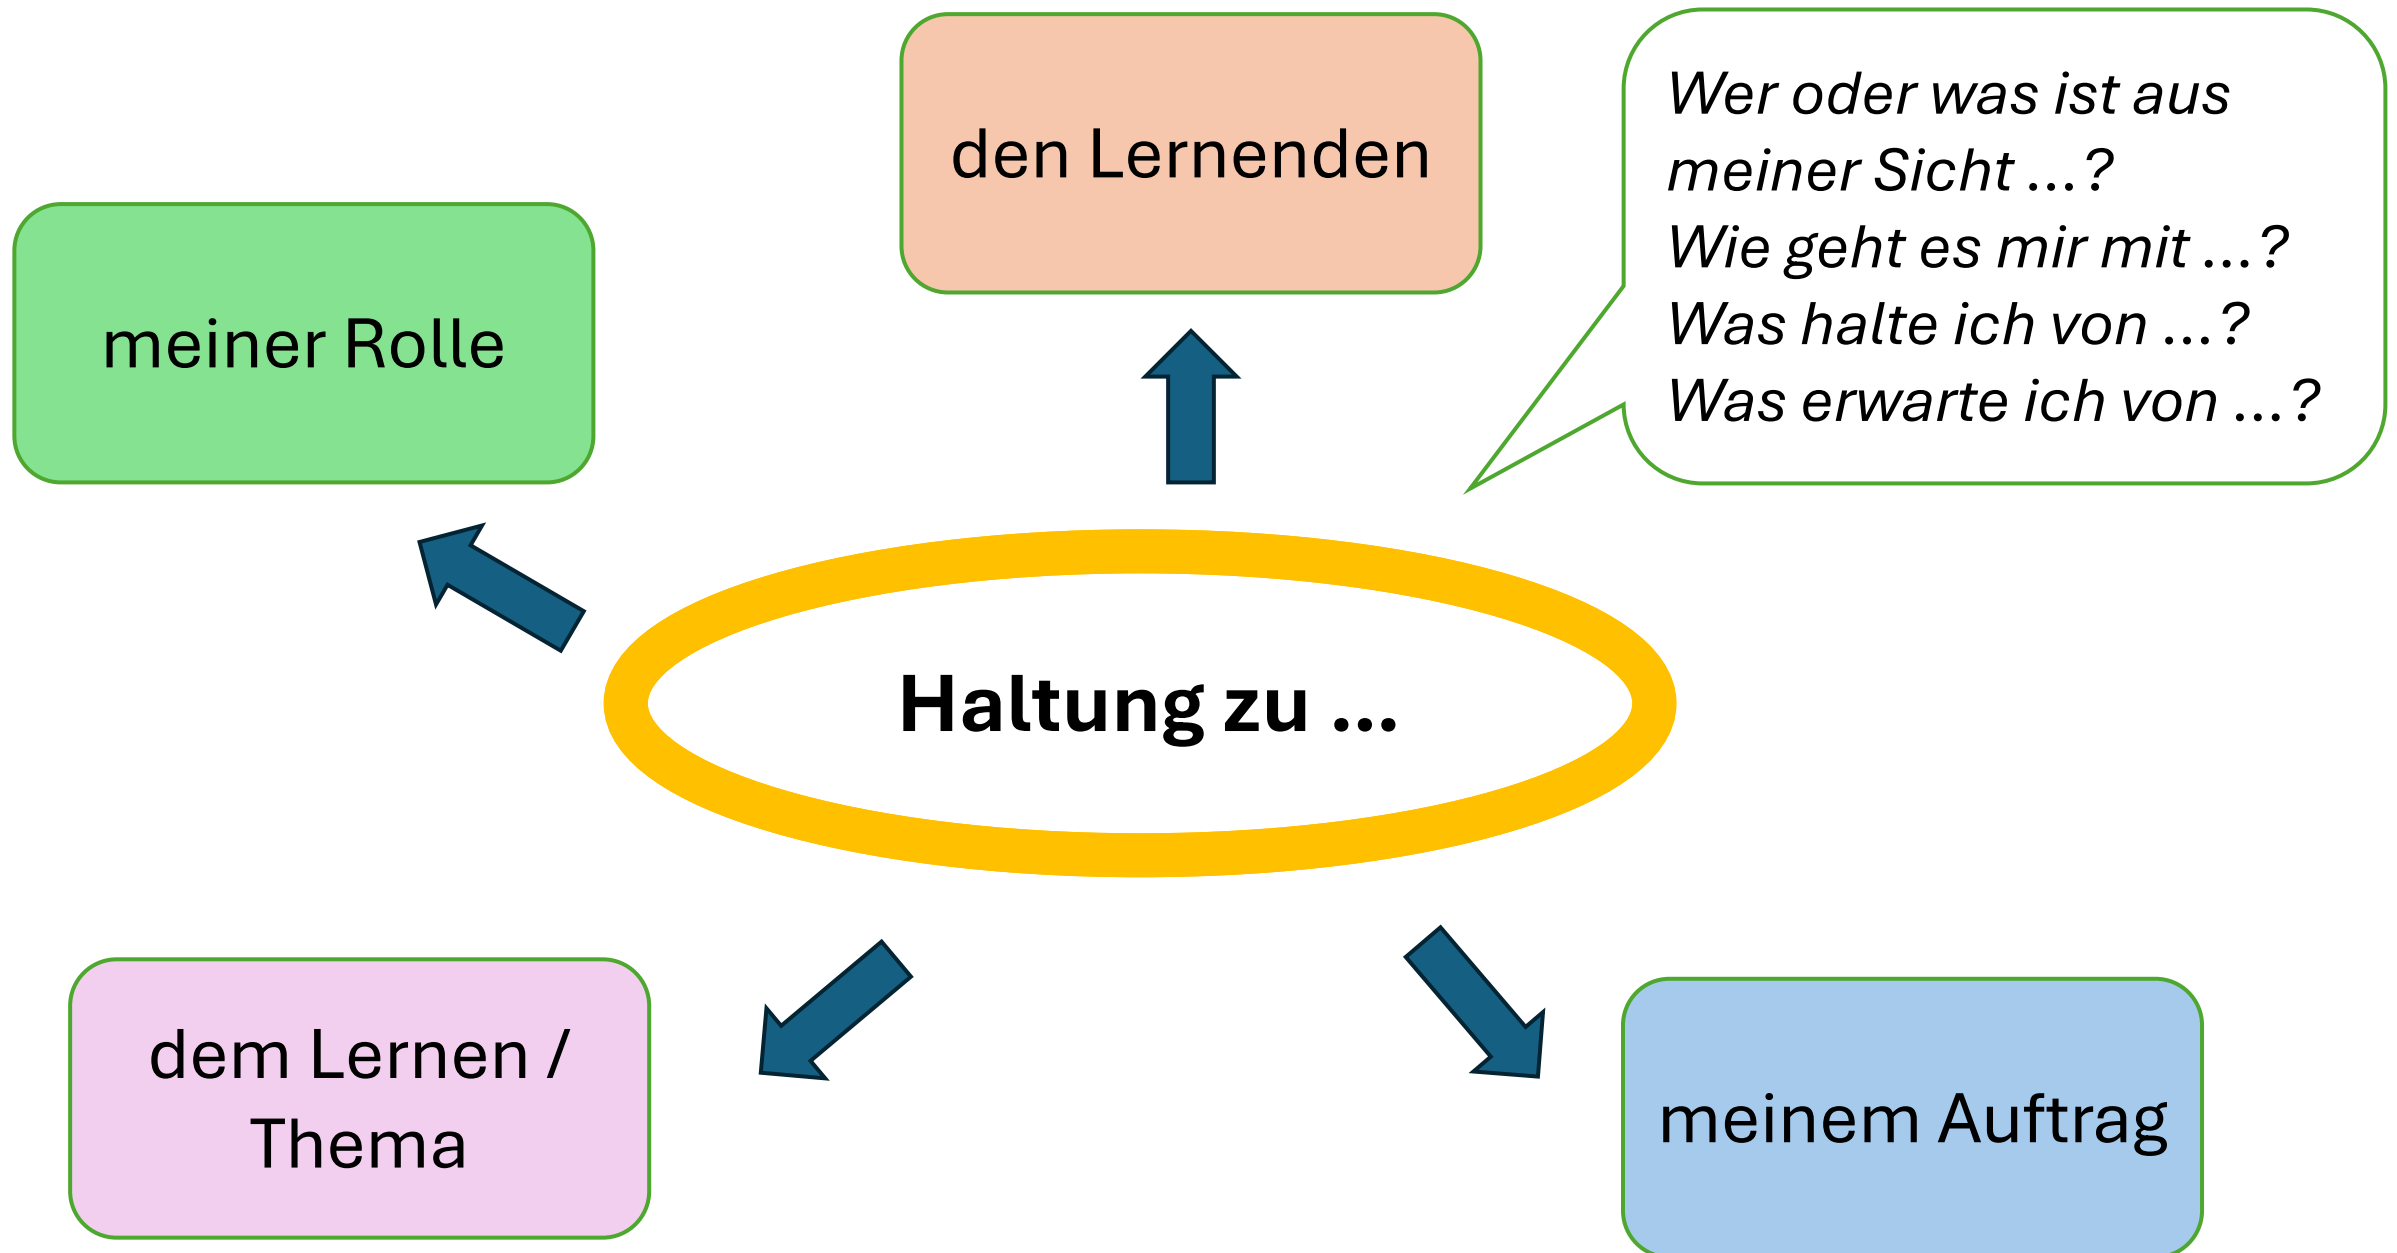 den Lernenden
Wer oder was ist aus
meiner Sicht ...?
Wie geht es mir mit ...?
Was halte ich von ...?
Was erwarte ich von ...?
meiner Rolle
Haltung zu ...
dem Lernen /
Thema
meinem Auftrag